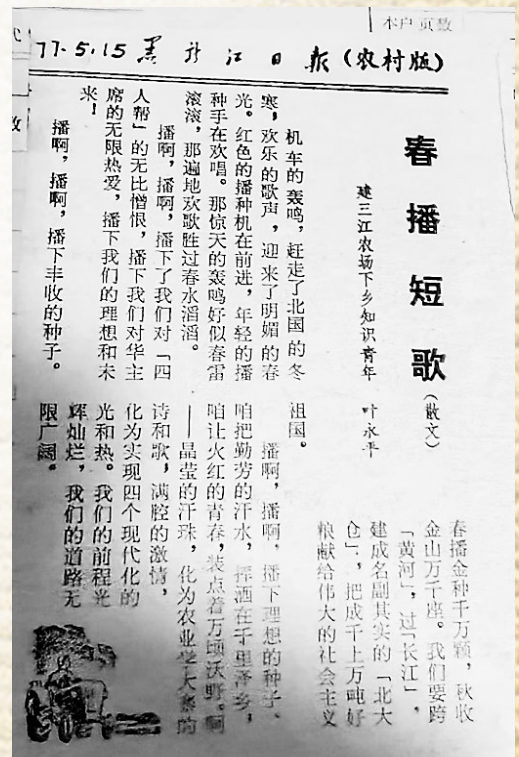 本户页数
77.5.15 黑龙江日报（农村版）
春播短歌（散文）
建三江农场下乡知识青年 叶永平
机车的轰鸣，赶走了北国的冬
寒，欢乐的歌声，迎来了明媚的春
光。红色的播种机在前进，年轻的播
种手在欢唱。那惊天的轰鸣好似春雷
滚滚，那遍地欢歌胜过春水滔滔。
播啊，播啊，播下了我们对「四
人帮」的无比憎恨，播下我们对华主
席的无限热爱，播下我们的理想和未
来！
播啊，播啊，播下丰收的种子。
春播金种千万颗，秋收
金山万千座。我们要跨
「黄河」，过「长江」，
建成名副其实的「北大
仓」，把成千上万吨好
粮献给伟大的社会主义
祖国。
播啊，播啊，播下理想的种子。
咱把勤劳的汗水，挥洒在千里泽乡，
咱让火红的青春，装点着万顷沃野。啊
——晶莹的汗珠，化为农业学大寨的
诗和歌，满腔的激情，
化为实现四个现代化的
光和热。我们的前程光
辉灿烂，我们的道路无
限广阔。